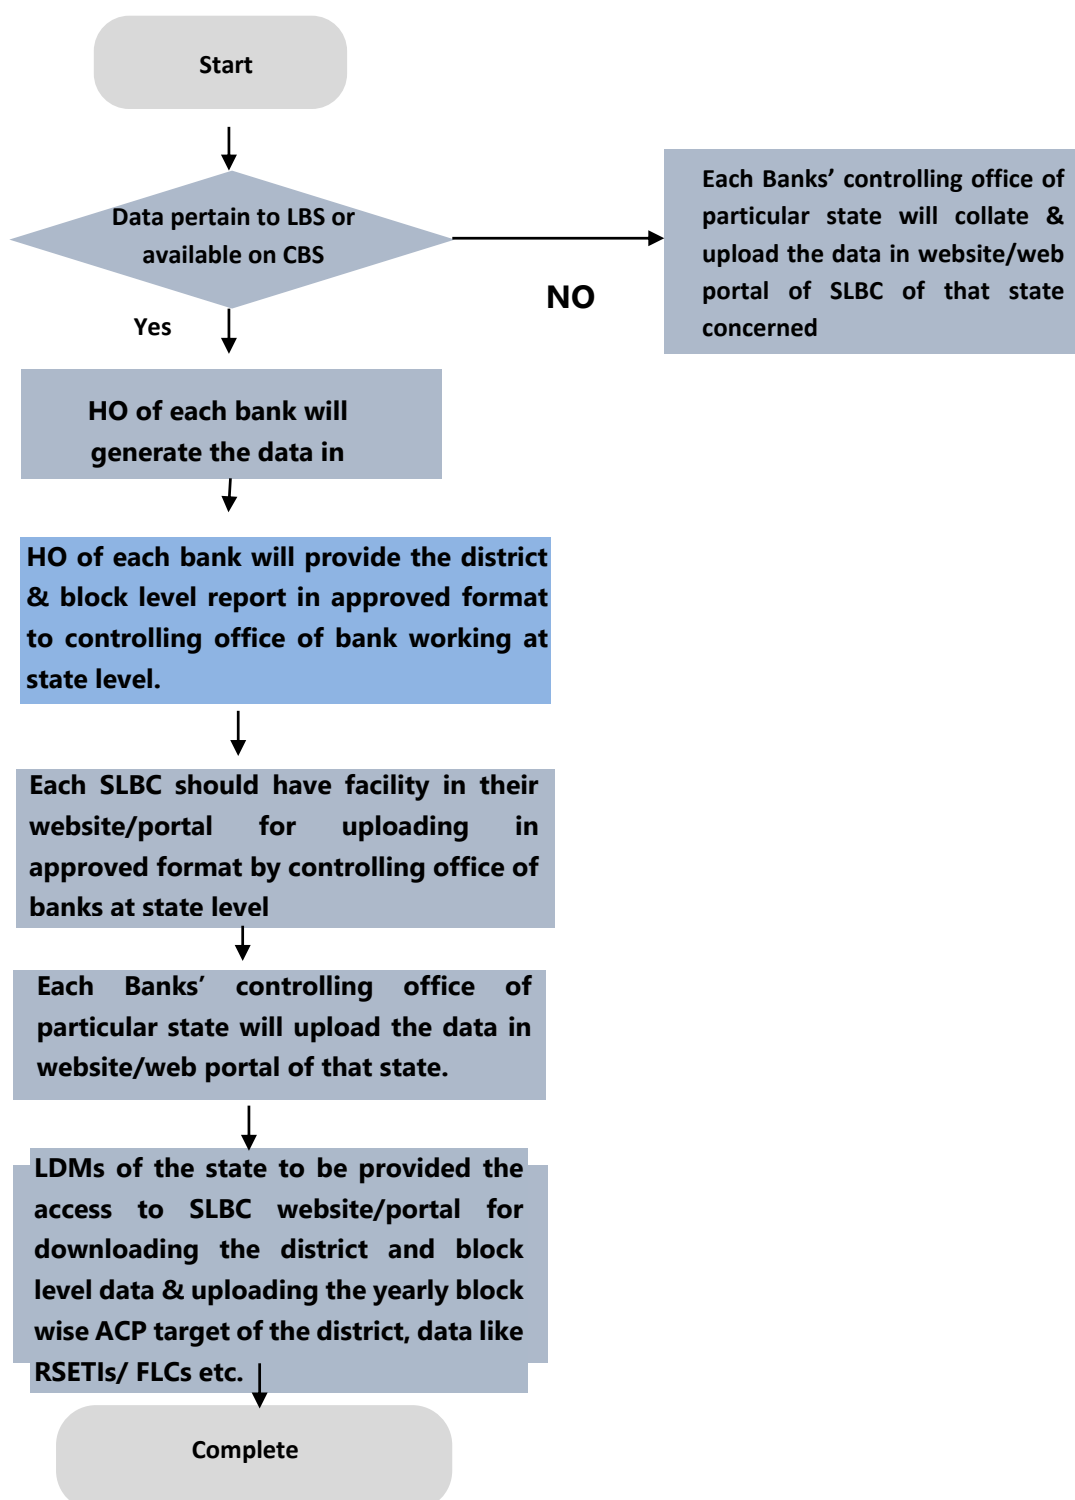 Start
Data pertain to LBS or
available on CBS
Each Banks’ controlling office of
particular state will collate &
upload the data in website/web
portal of SLBC of that state
concerned
NO
Yes
HO of each bank will
generate the data in
HO of each bank will provide the district
& block level report in approved format
to controlling office of bank working at
state level.
Each SLBC should have facility in their
website/portal for uploading in
approved format by controlling office of
banks at state level
Each Banks’ controlling office of
particular state will upload the data in
website/web portal of that state.
LDMs of the state to be provided the
access to SLBC website/portal for
downloading the district and block
level data & uploading the yearly block
wise ACP target of the district, data like
RSETIs/ FLCs etc.
Complete